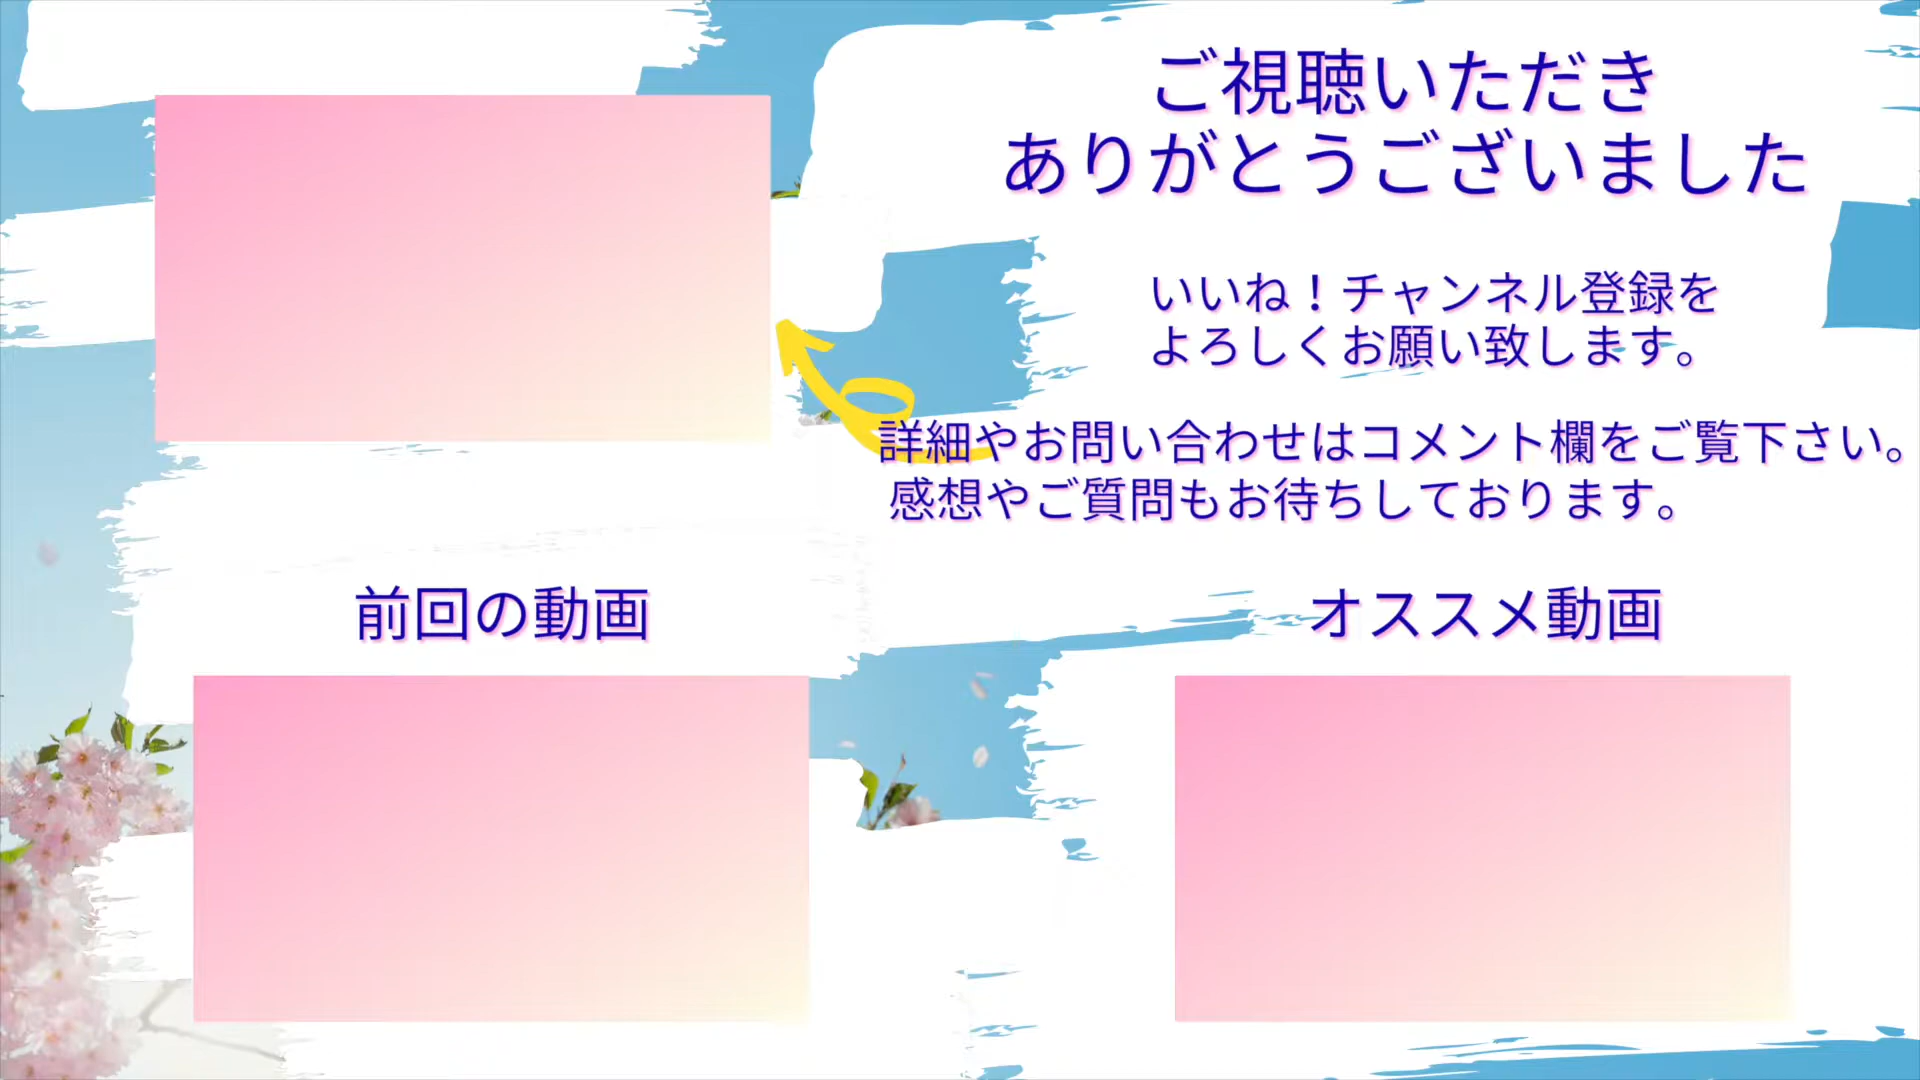 ご視聴いただき
ありがとうございました
いいね！チャンネル登録を
よろしくお願い致します。
詳細やお問い合わせはコメント欄をご覧下さい。
感想やご質問もお待ちしております。
前回の動画
オススメ動画